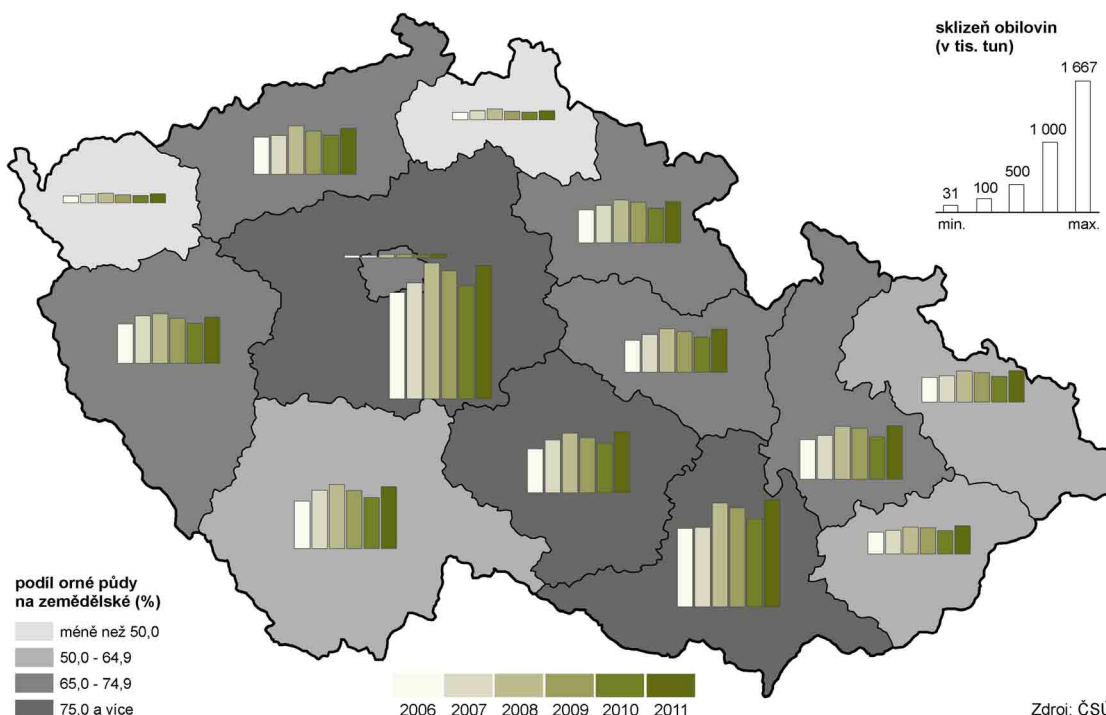 sklizeň obilovin
(v tis. tun)
1 667
1 000
500
100
31
min.
max.
podíl orné půdy
na zemědělské (%)
méně než 50,0
50,0 - 64,9
65,0 - 74,9
75,0 a více
2006 2007 2008 2009 2010 2011
Zdroj: ČSÚ